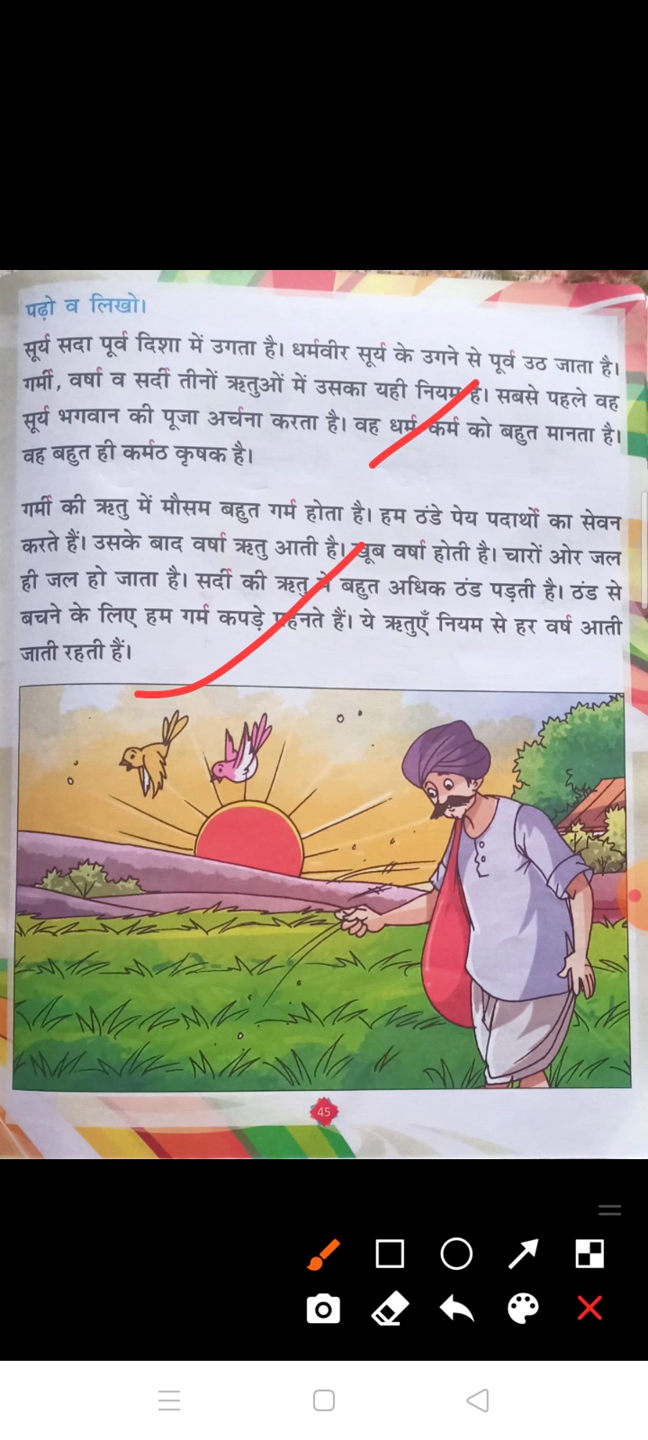 पढ़ो व लिखो।
सूर्य सदा पूर्व दिशा में उगता है। धर्मवीर सूर्य के उगने से पूर्व उठ जाता है।
गर्मी, वर्षा व सर्दी तीनों ऋतुओं में उसका यही नियम है। सबसे पहले वह
सूर्य भगवान की पूजा अर्चना करता है। वह धर्म कर्म को बहुत मानता है।
वह बहुत ही कर्मठ कृषक है।
गर्मी की ऋतु में मौसम बहुत गर्म होता है। हम ठंडे पेय पदार्थों का सेवन
करते हैं। उसके बाद वर्षा ऋतु आती है। खूब वर्षा होती है। चारों ओर जल
ही जल हो जाता है। सर्दी की ऋतु में बहुत अधिक ठंड पड़ती है। ठंड से
बचने के लिए हम गर्म कपड़े पहनते हैं। ये ऋतुएँ नियम से हर वर्ष आती
जाती रहती हैं।
45